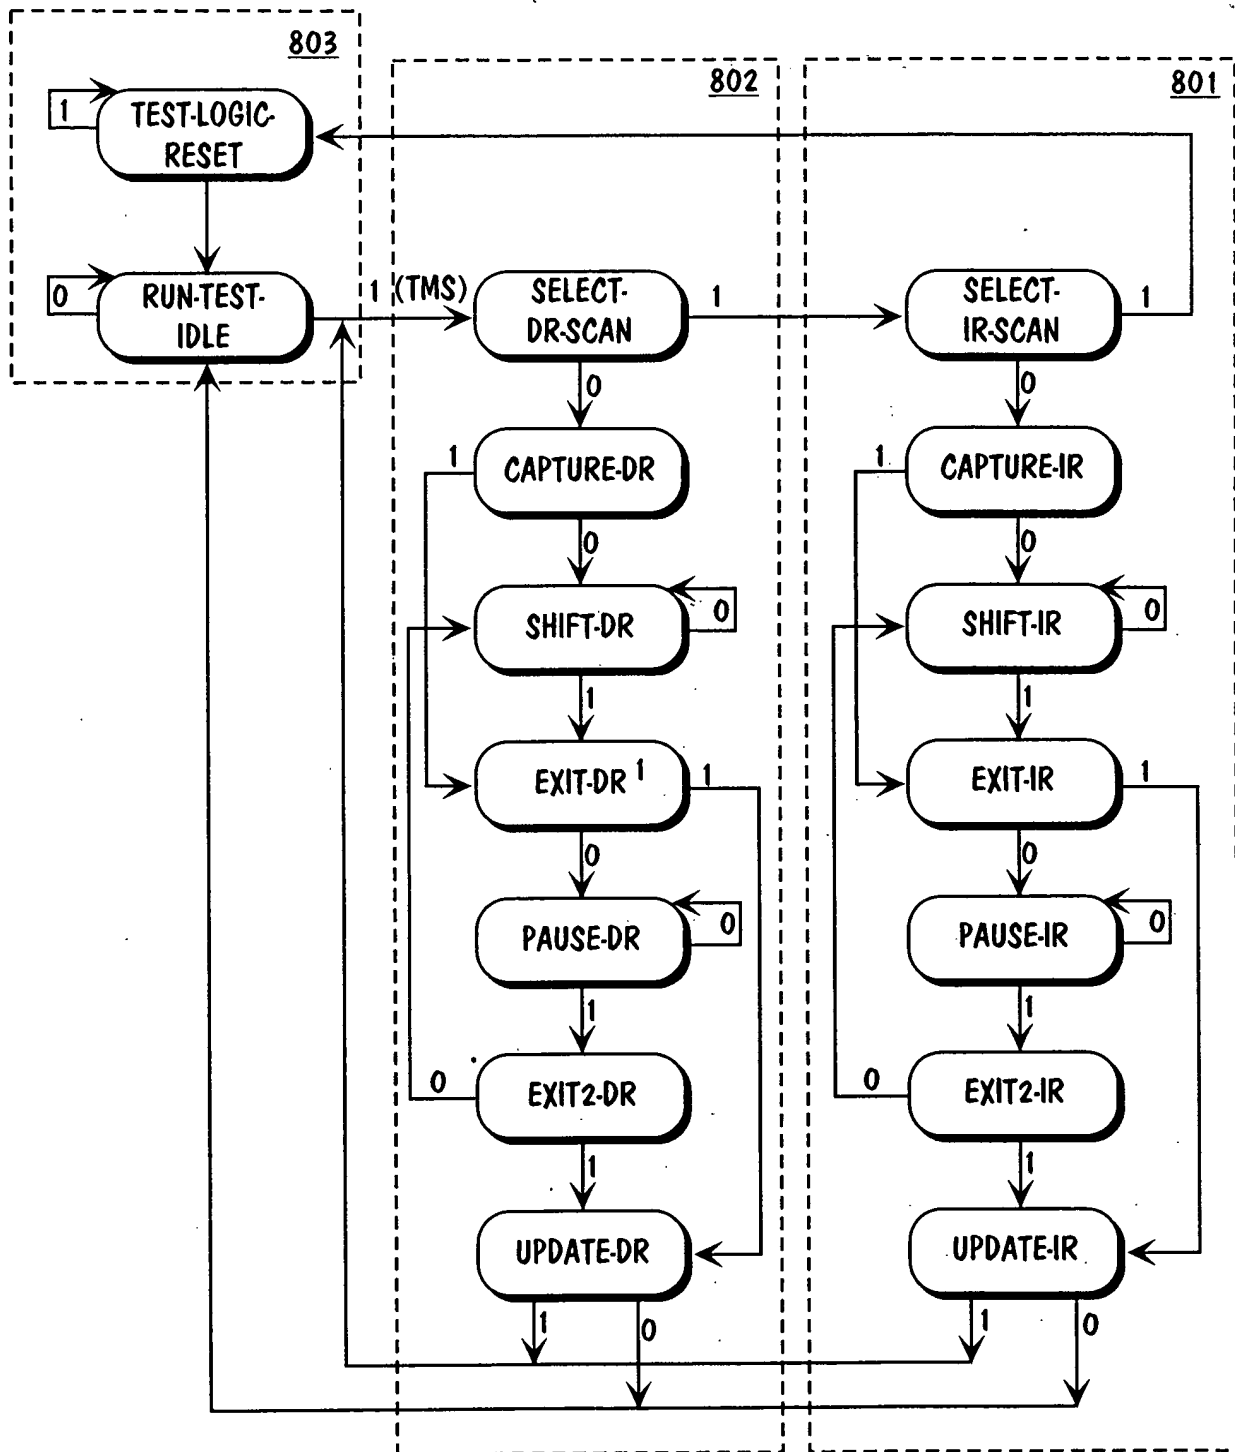 803
802
801
1
TEST-LOGIC-
RESET
0
RUN-TEST-
IDLE
1 (TMS)
SELECT-
DR-SCAN
1
SELECT-
IR-SCAN
1
0
0
1
CAPTURE-DR
1
CAPTURE-IR
0
0
SHIFT-DR
0
SHIFT-IR
0
1
1
EXIT-DR 1
1
EXIT-IR
1
0
0
PAUSE-DR
0
PAUSE-IR
0
1
1
0
EXIT2-DR
0
EXIT2-IR
1
1
UPDATE-DR
UPDATE-IR
1
0
1
0